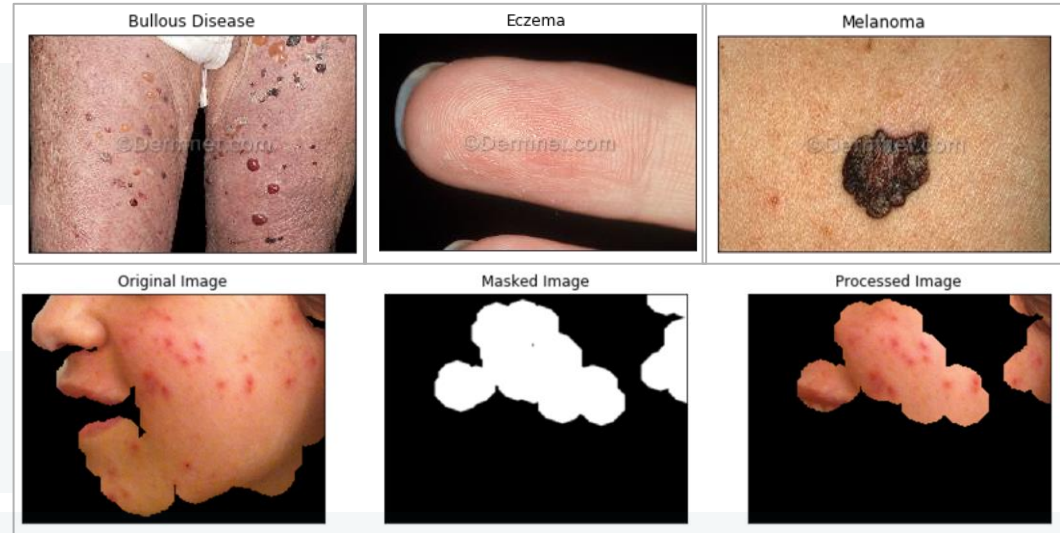 Bullous Disease
Eczema
Melanoma
©Dermnet.com
©Dermnet.com
©Dermnet.com
Original Image
Masked Image
Processed Image